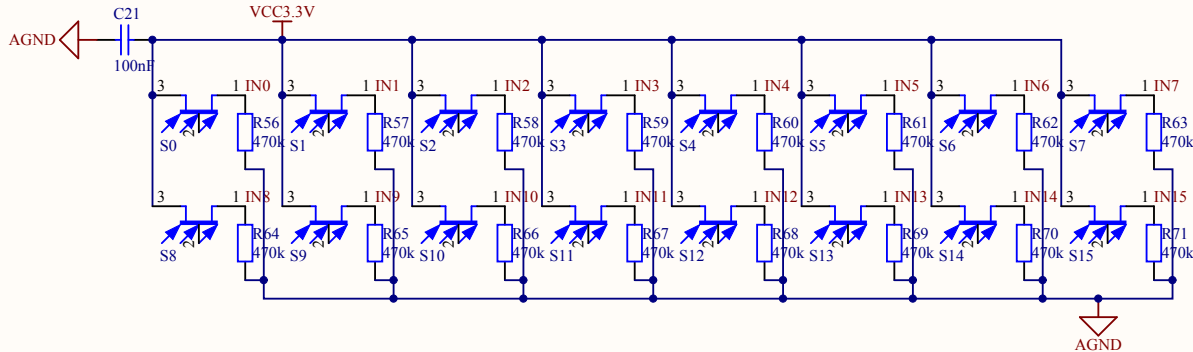 C21
VCC3.3V
AGND
100nF
3 1 IN0 3 1 IN1 3 1 IN2 3 1 IN3 3 1 IN4 3 1 IN5 3 1 IN6 3 1 IN7
R56 R57 R58 R59 R60 R61 R62 R63
2 2 2 2 2 2 2 2
S0 470k S1 470k S2 470k S3 470k S4 470k S5 470k S6 470k S7 470k
3 1 IN8 3 1 IN9 3 1 IN10 3 1 IN11 3 1 IN12 3 1 IN13 3 1 IN14 3 1 IN15
R64 R65 R66 R67 R68 R69 R70 R71
2 2 2 2 2 2 2 2
S8 470k S9 470k S10 470k S11 470k S12 470k S13 470k S14 470k S15 470k
AGND